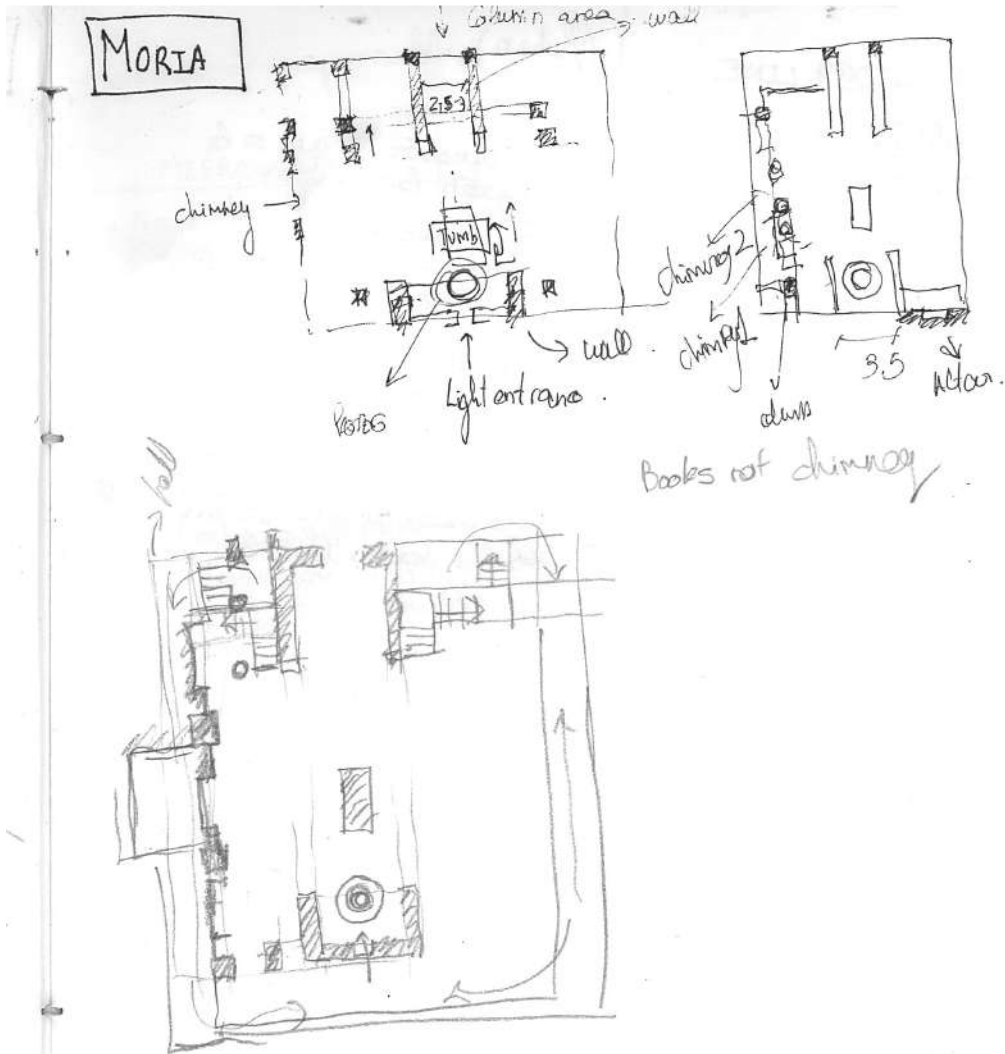 MORIA
Column area
wall
2,5-3
chimney
Tumb
wall.
Light entrance.
chimney 2
chimney 1
3.5
Books not chimney